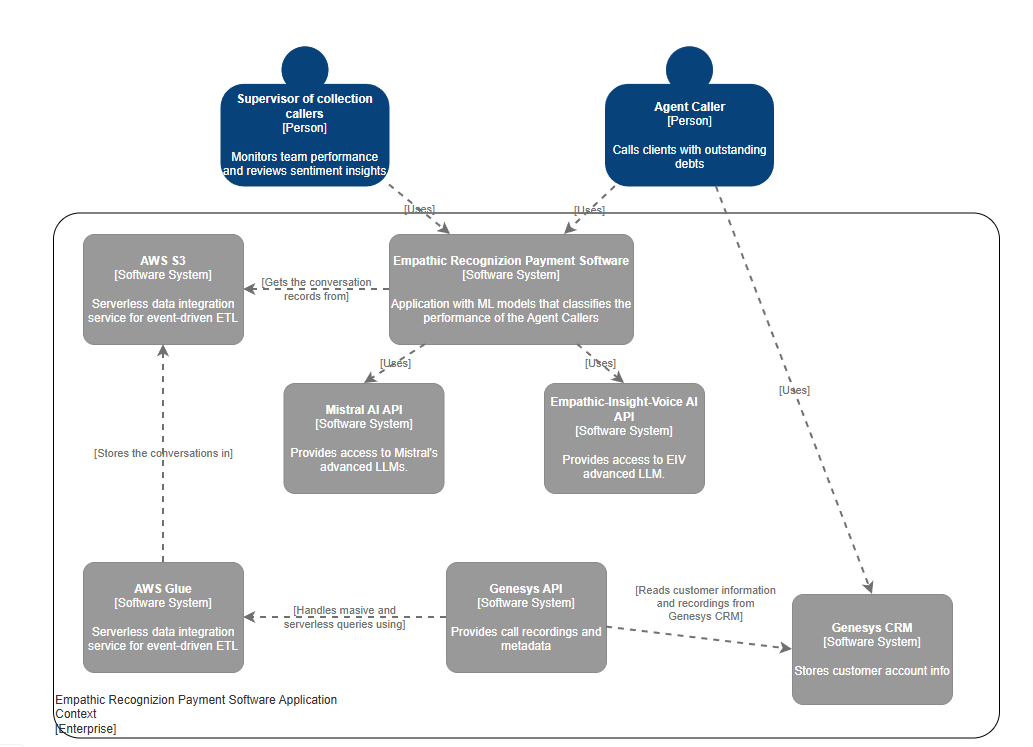 Supervisor of collection
callers
[Person]
Monitors team performance
and reviews sentiment insights
Agent Caller
[Person]
Calls clients with outstanding
debts
[Uses]
[Uses]
AWS S3
[Software System]
Serverless data integration
service for event-driven ETL
[Gets the conversation
records from]
Empathic Recognizion Payment Software
[Software System]
Application with ML models that classifies the
performance of the Agent Callers
[Uses]
[Uses]
[Uses]
Mistral AI API
[Software System]
Provides access to Mistral's
advanced LLMs.
Empathic-Insight-Voice AI
API
[Software System]
Provides access to EIV
advanced LLM.
[Stores the conversations in]
AWS Glue
[Software System]
Serverless data integration
service for event-driven ETL
[Handles masive and
serverless queries using]
Genesys API
[Software System]
Provides call recordings and
metadata
[Reads customer information
and recordings from
Genesys CRM]
Genesys CRM
[Software System]
Stores customer account info
Empathic Recognizion Payment Software Application
Context
[Enterprise]